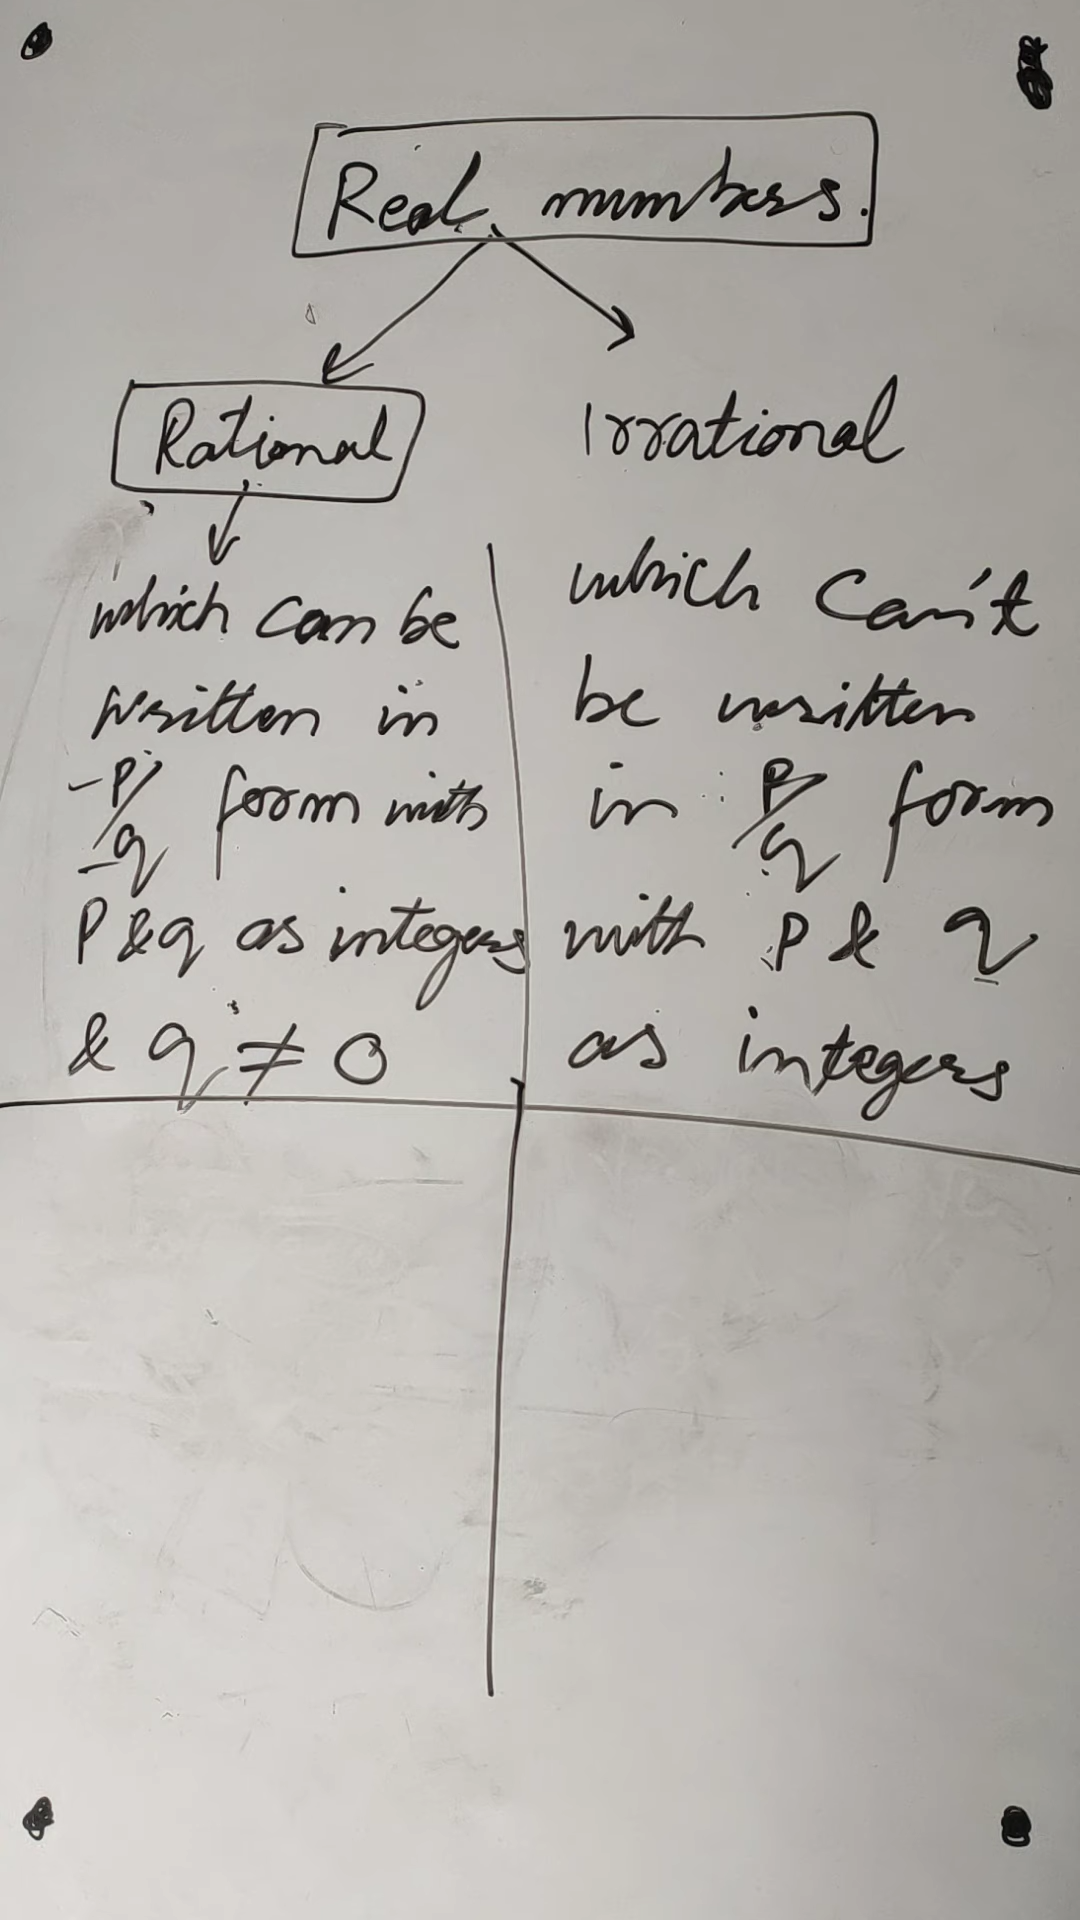 Real numbers.
Rational
Irrational
which can be
written in
P/q form with
P & q as integers
& q ≠ 0
which can't
be written
in P/q form
with P & q
as integers